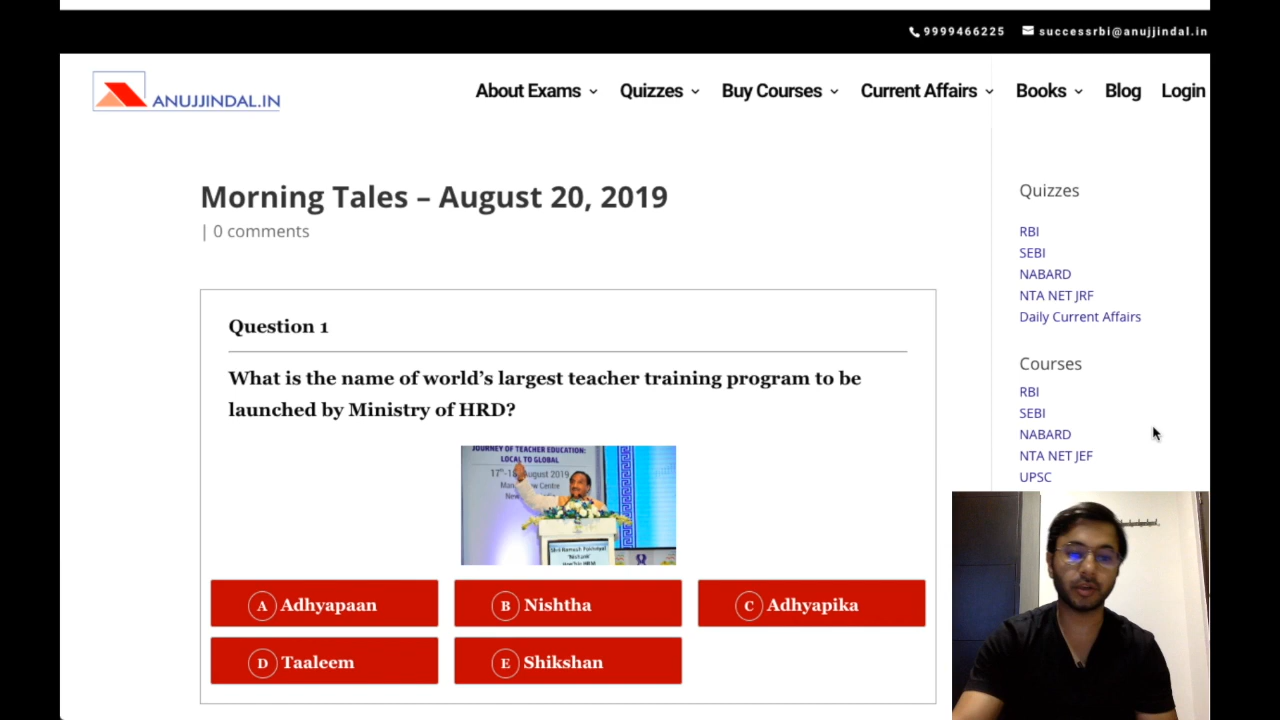 9999466225 successrbi@anujjindal.in
ANUJJINDAL.IN
About Exams Quizzes Buy Courses Current Affairs Books Blog Login
Morning Tales – August 20, 2019
| 0 comments
Question 1
What is the name of world's largest teacher training program to be
launched by Ministry of HRD?
JOURNEY OF TEACHER EDUCATION:
LOCAL TO GLOBAL
August 2019
A Adhyapaan
B Nishtha
C Adhyapika
D Taaleem
E Shikshan
Quizzes
RBI
SEBI
NABARD
NTA NET JRF
Daily Current Affairs
Courses
RBI
SEBI
NABARD
NTA NET JEF
UPSC